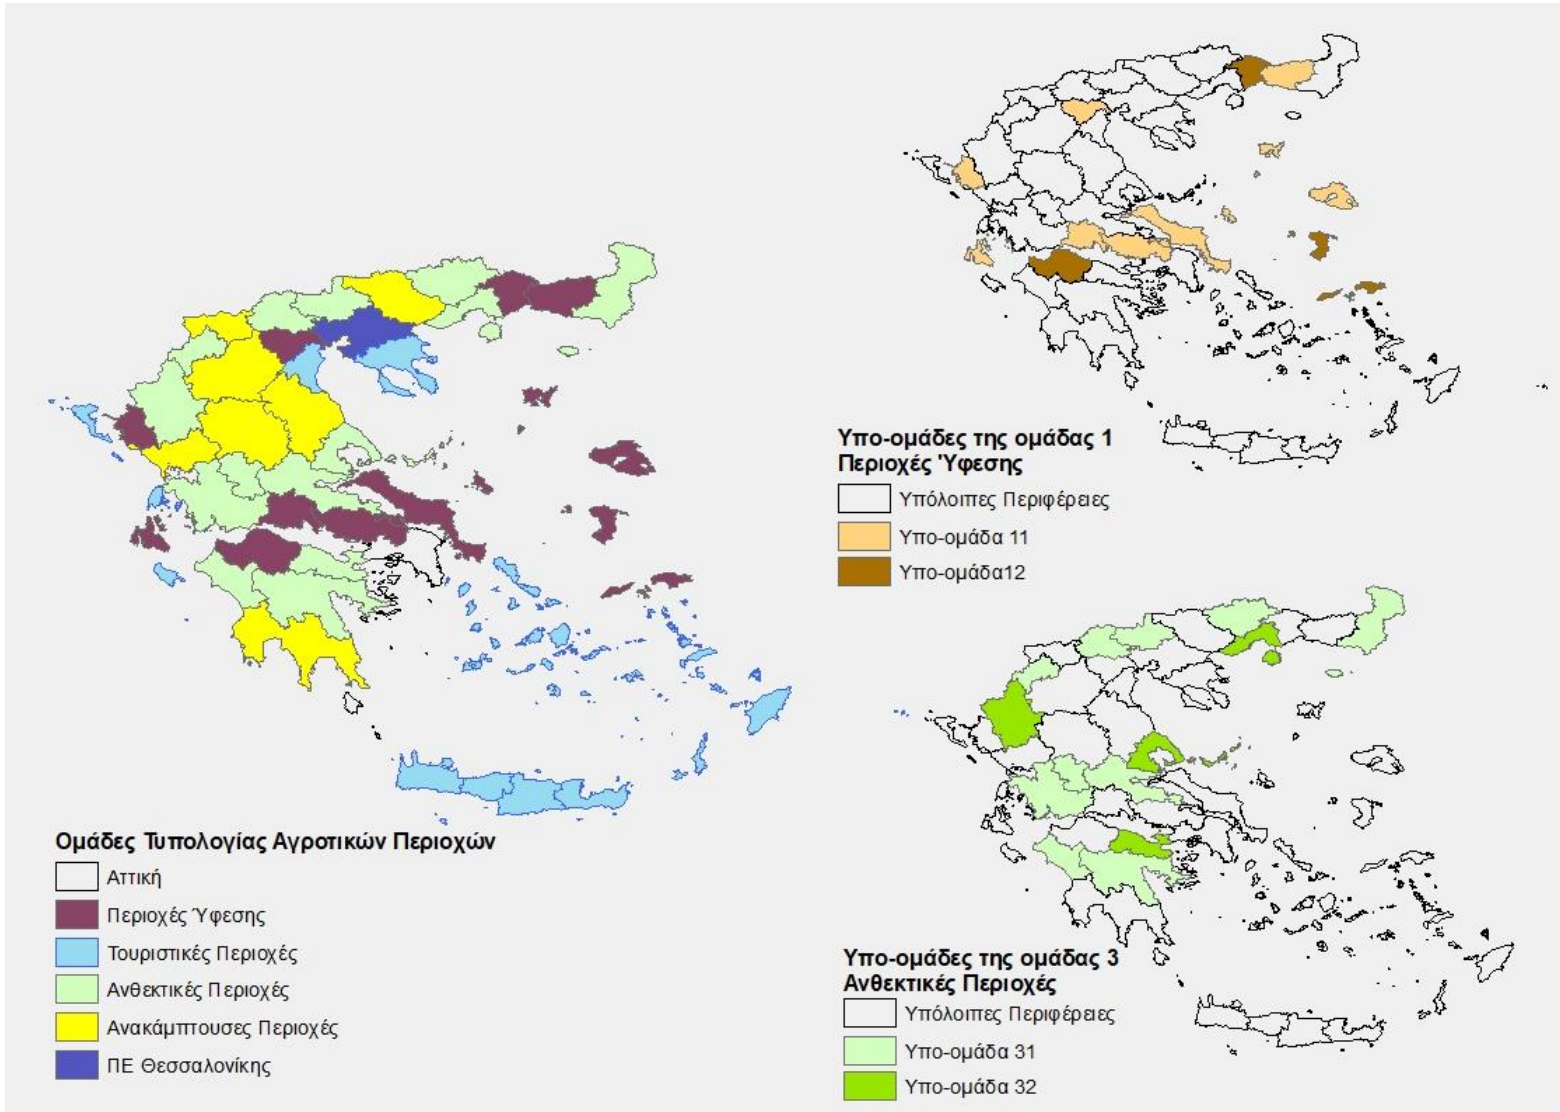 Ομάδες Τυπολογίας Αγροτικών Περιοχών
Αττική
Περιοχές Ύφεσης
Τουριστικές Περιοχές
Ανθεκτικές Περιοχές
Ανακάμπτουσες Περιοχές
ΠΕ Θεσσαλονίκης
Υπο-ομάδες της ομάδας 1
Περιοχές Ύφεσης
Υπόλοιπες Περιφέρειες
Υπο-ομάδα 11
Υπο-ομάδα12
Υπο-ομάδες της ομάδας 3
Ανθεκτικές Περιοχές
Υπόλοιπες Περιφέρειες
Υπο-ομάδα 31
Υπο-ομάδα 32